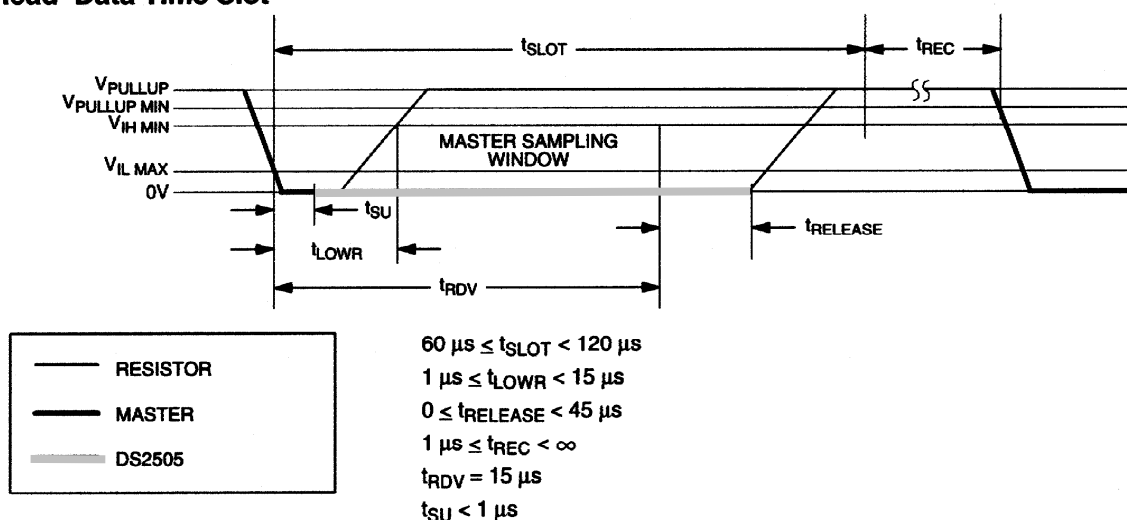 Read-Data Time Slot
tSLOT
tREC
VPULLUP
VPULLUP MIN
VIH MIN
MASTER SAMPLING
WINDOW
VIL MAX
0V
tSU
tRELEASE
tLOWR
tRDV
RESISTOR
MASTER
DS2505
60 µs ≤ tSLOT < 120 µs
1 µs ≤ tLOWR < 15 µs
0 ≤ tRELEASE < 45 µs
1 µs ≤ tREC < ∞
tRDV = 15 µs
tSU < 1 µs